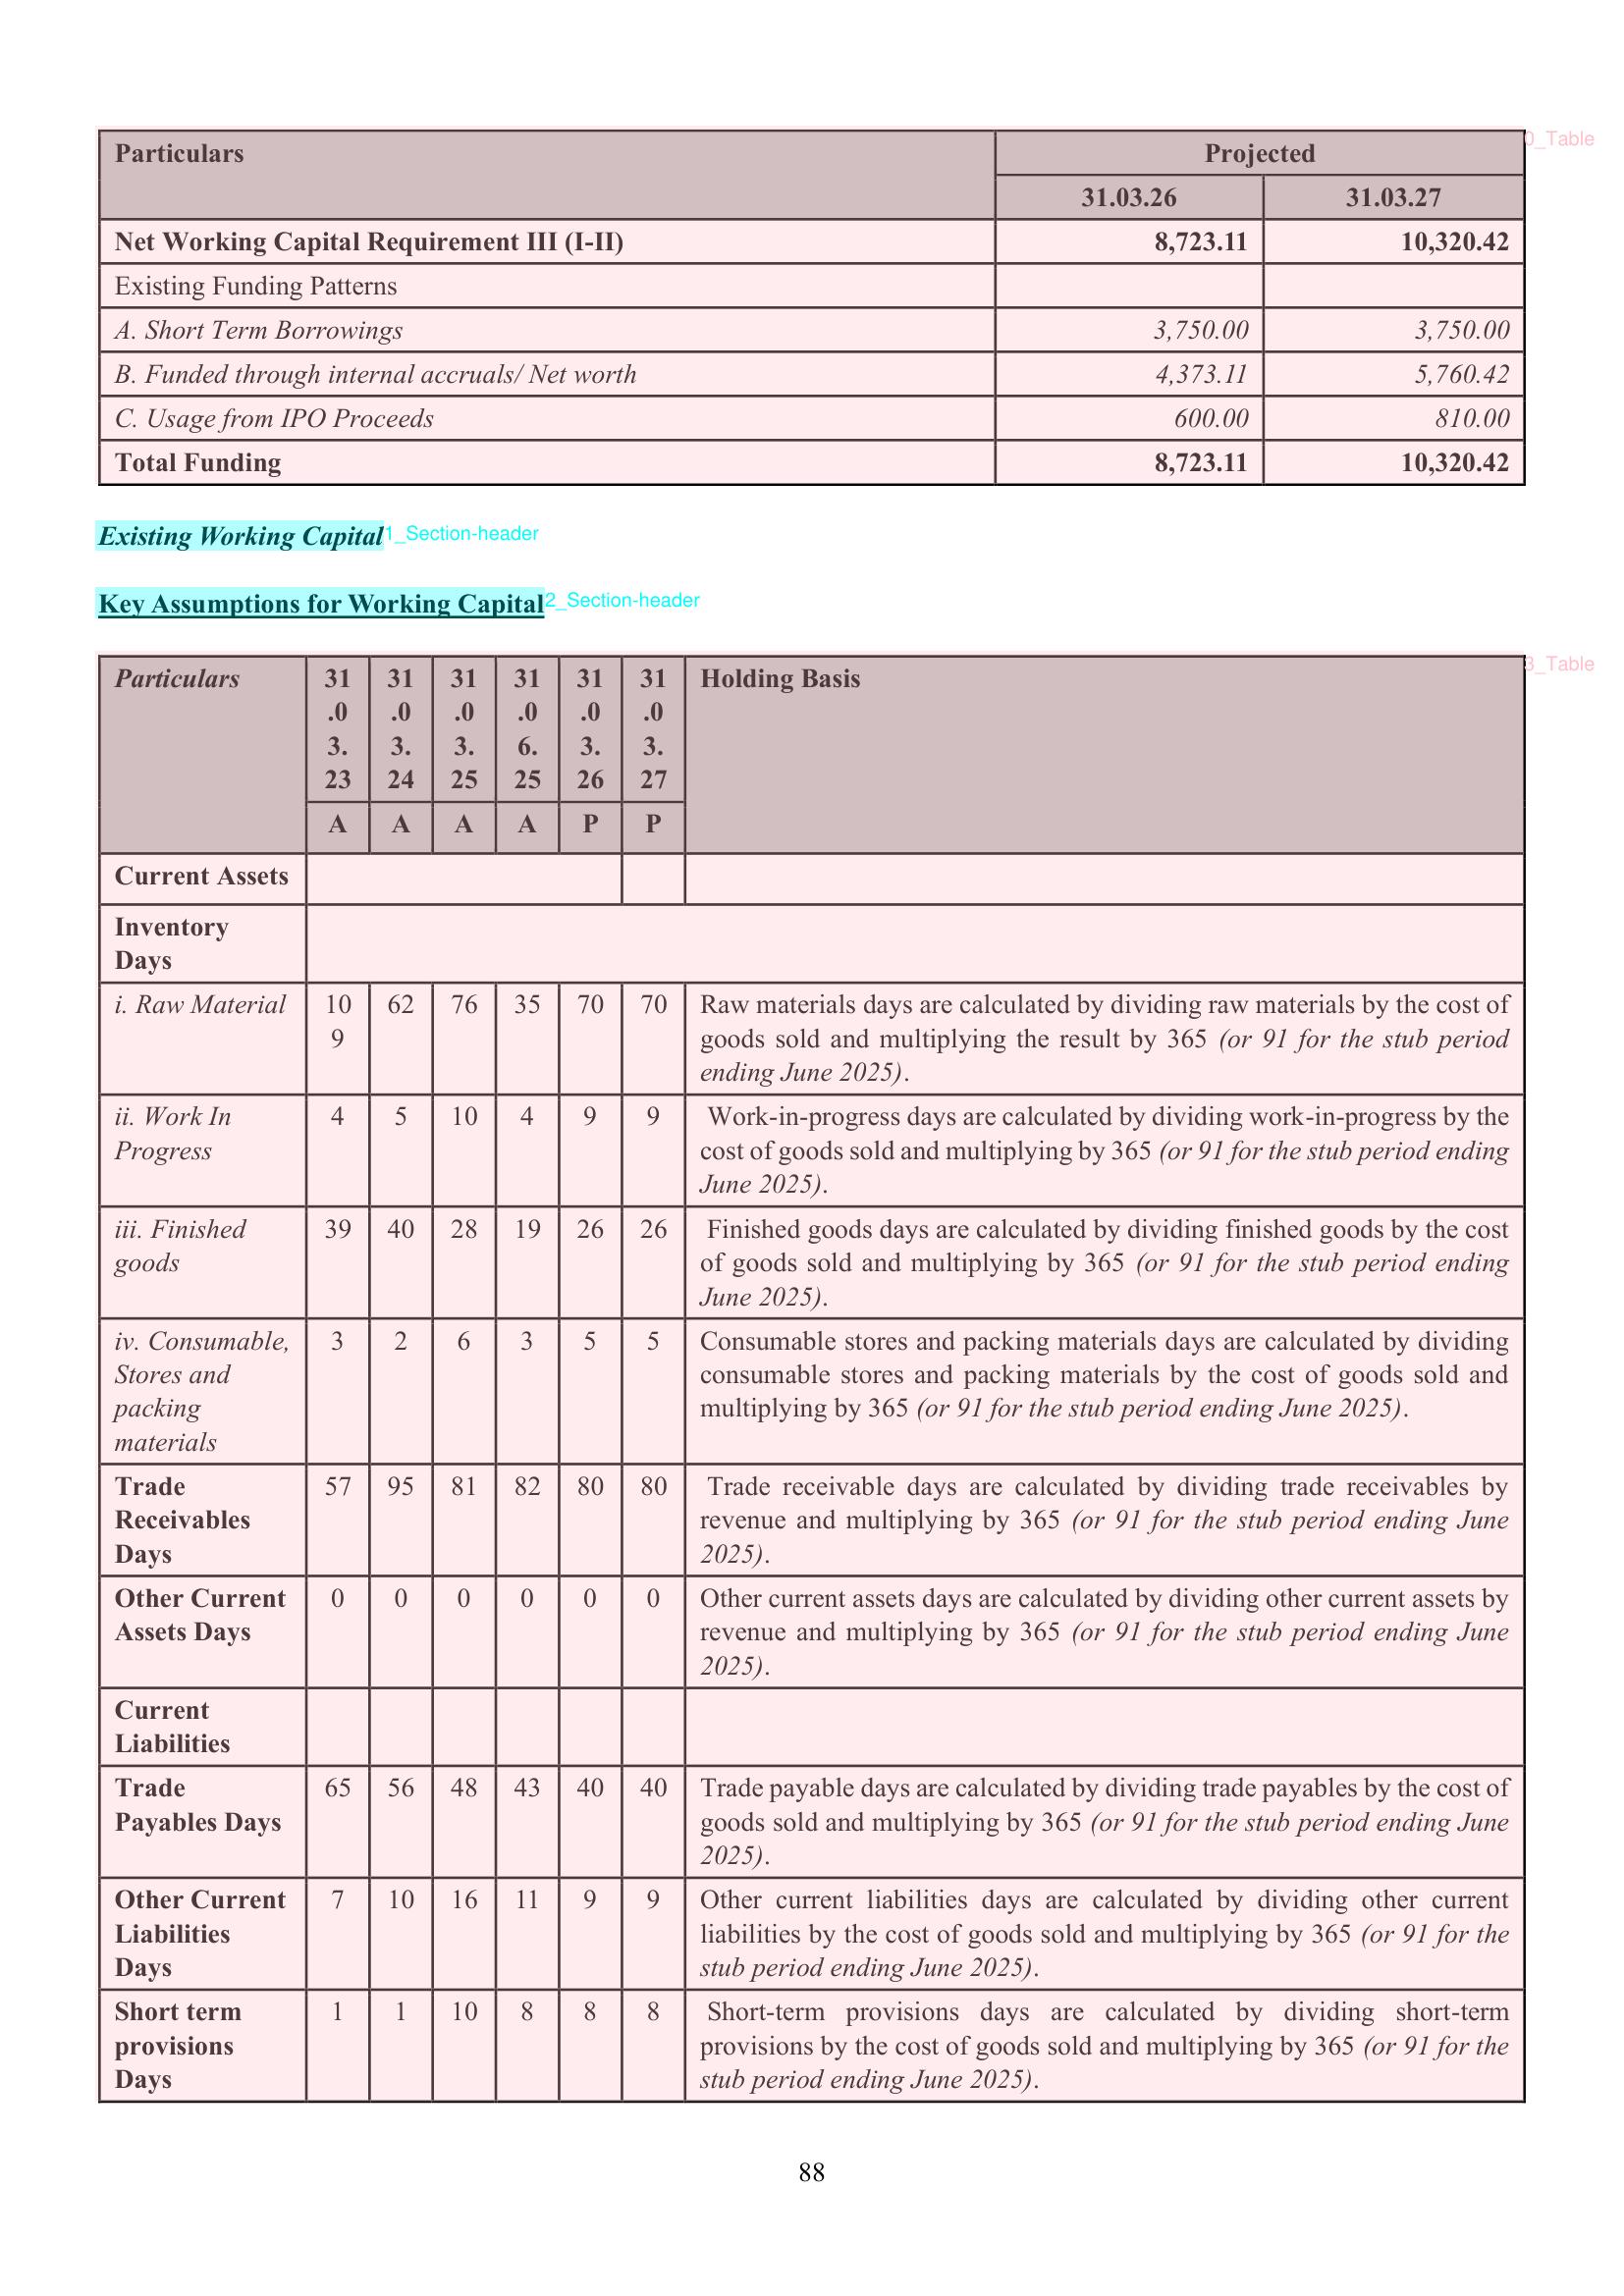 Particulars
Projected
0_Table
31.03.26 31.03.27
Net Working Capital Requirement III (I-II) 8,723.11 10,320.42
Existing Funding Patterns
A. Short Term Borrowings 3,750.00 3,750.00
B. Funded through internal accruals/ Net worth 4,373.11 5,760.42
C. Usage from IPO Proceeds 600.00 810.00
Total Funding 8,723.11 10,320.42
Existing Working Capital
1_Section-header
Key Assumptions for Working Capital
2_Section-header
3_Table
Particulars 31 31 31 31 31 31 Holding Basis
.0 .0 .0 .0 .0 .0
3. 3. 3. 6. 3. 3.
23 24 25 25 26 27
A A A A P P
Current Assets
Inventory
Days
i. Raw Material 10 62 76 35 70 70 Raw materials days are calculated by dividing raw materials by the cost of
9 goods sold and multiplying the result by 365 (or 91 for the stub period
ending June 2025).
ii. Work In 4 5 10 4 9 9 Work-in-progress days are calculated by dividing work-in-progress by the
Progress cost of goods sold and multiplying by 365 (or 91 for the stub period ending
June 2025).
iii. Finished 39 40 28 19 26 26 Finished goods days are calculated by dividing finished goods by the cost
goods of goods sold and multiplying by 365 (or 91 for the stub period ending
June 2025).
iv. Consumable, 3 2 6 3 5 5 Consumable stores and packing materials days are calculated by dividing
Stores and consumable stores and packing materials by the cost of goods sold and
packing multiplying by 365 (or 91 for the stub period ending June 2025).
materials
Trade 57 95 81 82 80 80 Trade receivable days are calculated by dividing trade receivables by
Receivables revenue and multiplying by 365 (or 91 for the stub period ending June
Days 2025).
Other Current 0 0 0 0 0 0 Other current assets days are calculated by dividing other current assets by
Assets Days revenue and multiplying by 365 (or 91 for the stub period ending June
2025).
Current
Liabilities
Trade 65 56 48 43 40 40 Trade payable days are calculated by dividing trade payables by the cost of
Payables Days goods sold and multiplying by 365 (or 91 for the stub period ending June
2025).
Other Current 7 10 16 11 9 9 Other current liabilities days are calculated by dividing other current
Liabilities liabilities by the cost of goods sold and multiplying by 365 (or 91 for the
Days stub period ending June 2025).
Short term 1 1 10 8 8 8 Short-term provisions days are calculated by dividing short-term
provisions provisions by the cost of goods sold and multiplying by 365 (or 91 for the
Days stub period ending June 2025).
88